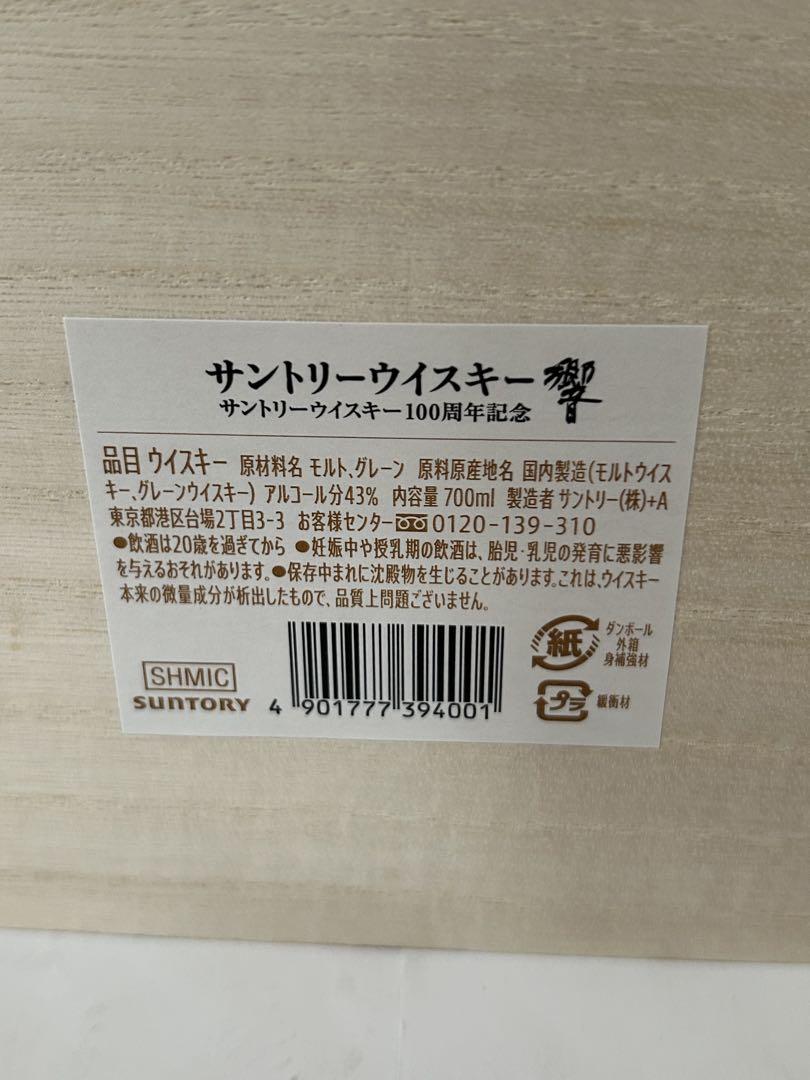 サントリーウイスキー 響
サントリーウイスキー100周年記念
品目 ウイスキー 原材料名 モルト、グレーン 原料原産地名 国内製造(モルトウイス
キー、グレーンウイスキー) アルコール分43% 内容量 700ml 製造者 サントリー(株)+A
東京都港区台場2丁目3-3 お客様センター 0120-139-310
●飲酒は20歳を過ぎてから ●妊娠中や授乳期の飲酒は、胎児・乳児の発育に悪影響
を与えるおそれがあります。●保存中まれに沈殿物を生じることがあります。これは、ウイスキー
本来の微量成分が析出したもので、品質上問題ございません。
SHMIC
SUNTORY
4 901777 394001
紙
ダンボール
外箱
身補強材
プラ
緩衝材